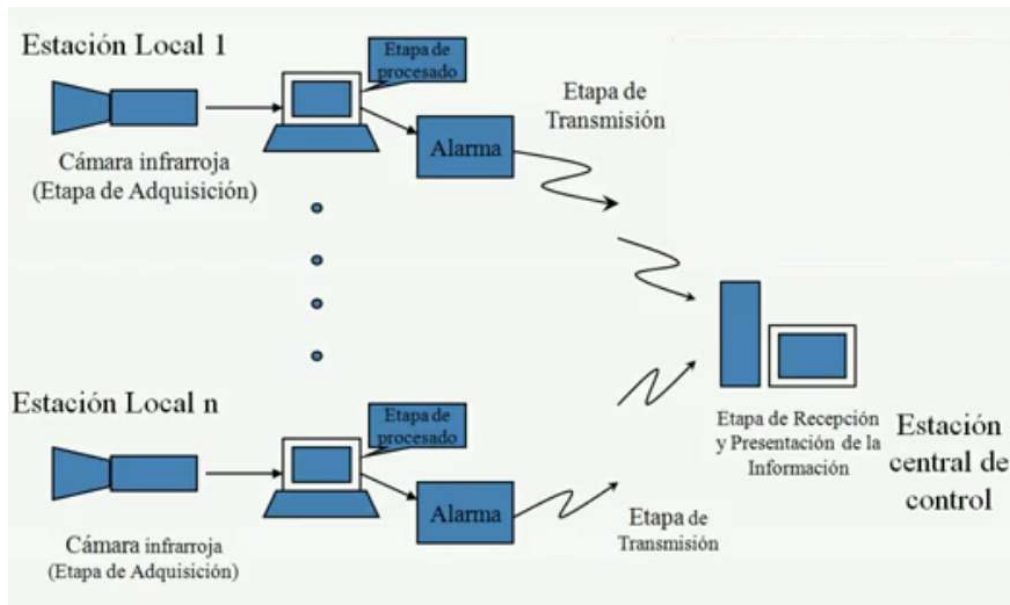 Estación Local 1
Etapa de
procesado
Etapa de
Transmisión
Alarma
Cámara infrarroja
(Etapa de Adquisición)
Estación Local n
Etapa de
procesado
Etapa de Recepción
y Presentación de la
Información
Estación
central de
control
Alarma
Etapa de
Transmisión
Cámara infrarroja
(Etapa de Adquisición)